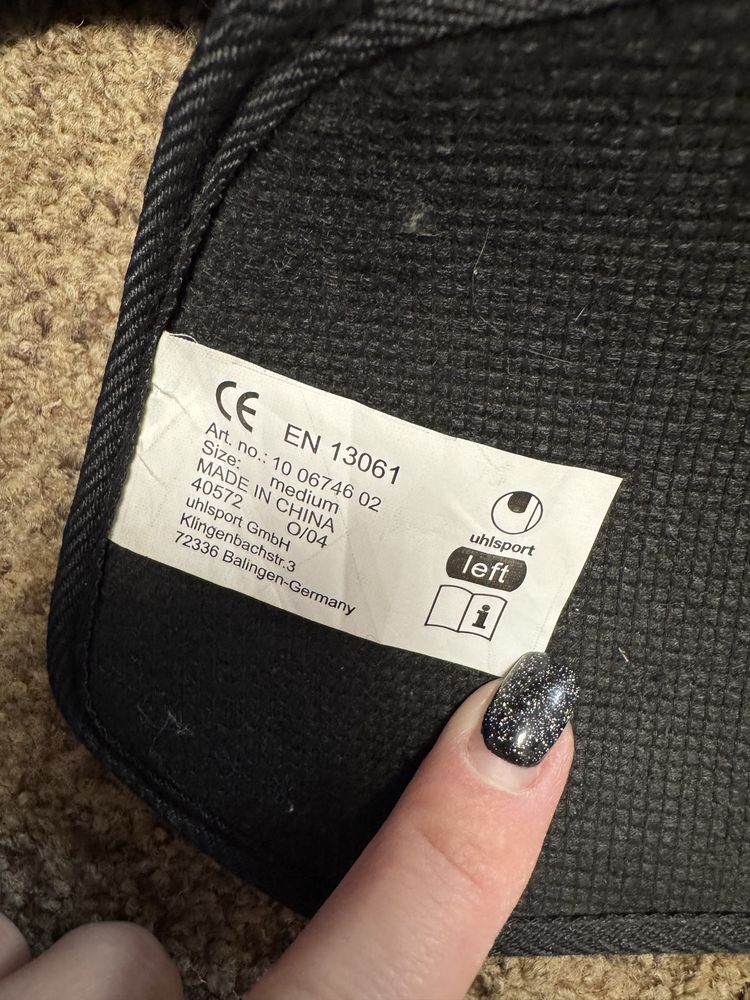 CE EN 13061
Art. no.: 10 06746 02
Size: medium
MADE IN CHINA
40572 O/04
uhlsport GmbH
Klingenbachstr.3
72336 Balingen-Germany
uhlsport
left
i